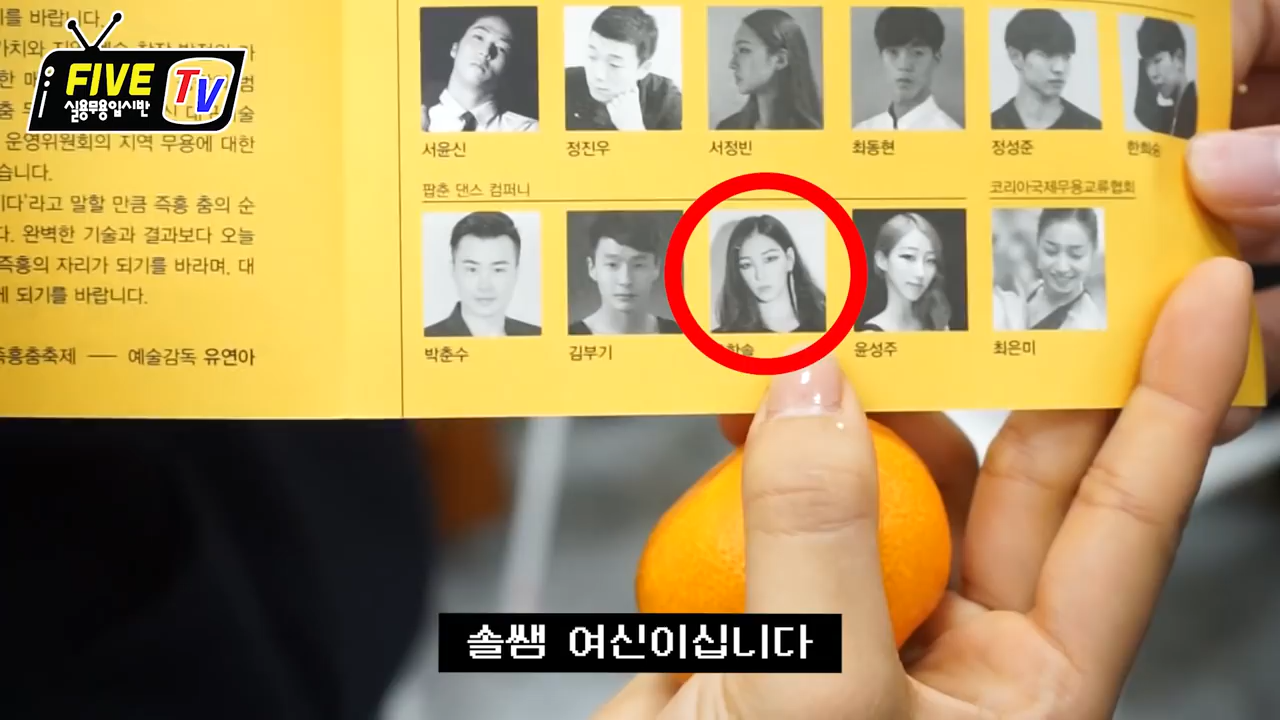 FIVE
TV
실용무용입시반
를 바랍니다.
운영위원회의 지역 무용에 대한
습니다.
다'라고 말할 만큼 즉흥 춤의 순
다. 완벽한 기술과 결과보다 오늘
즉흥의 자리가 되기를 바라며, 대
게 되기를 바랍니다.
즉흥춤축제 — 예술감독 유연아
서윤신
정진우
서정빈
최동현
정성준
한희승
팝춘 댄스 컴퍼니
코리아국제무용교류협회
박춘수
김부기
한솔
윤성주
최은미
솔쌤 여신이십니다